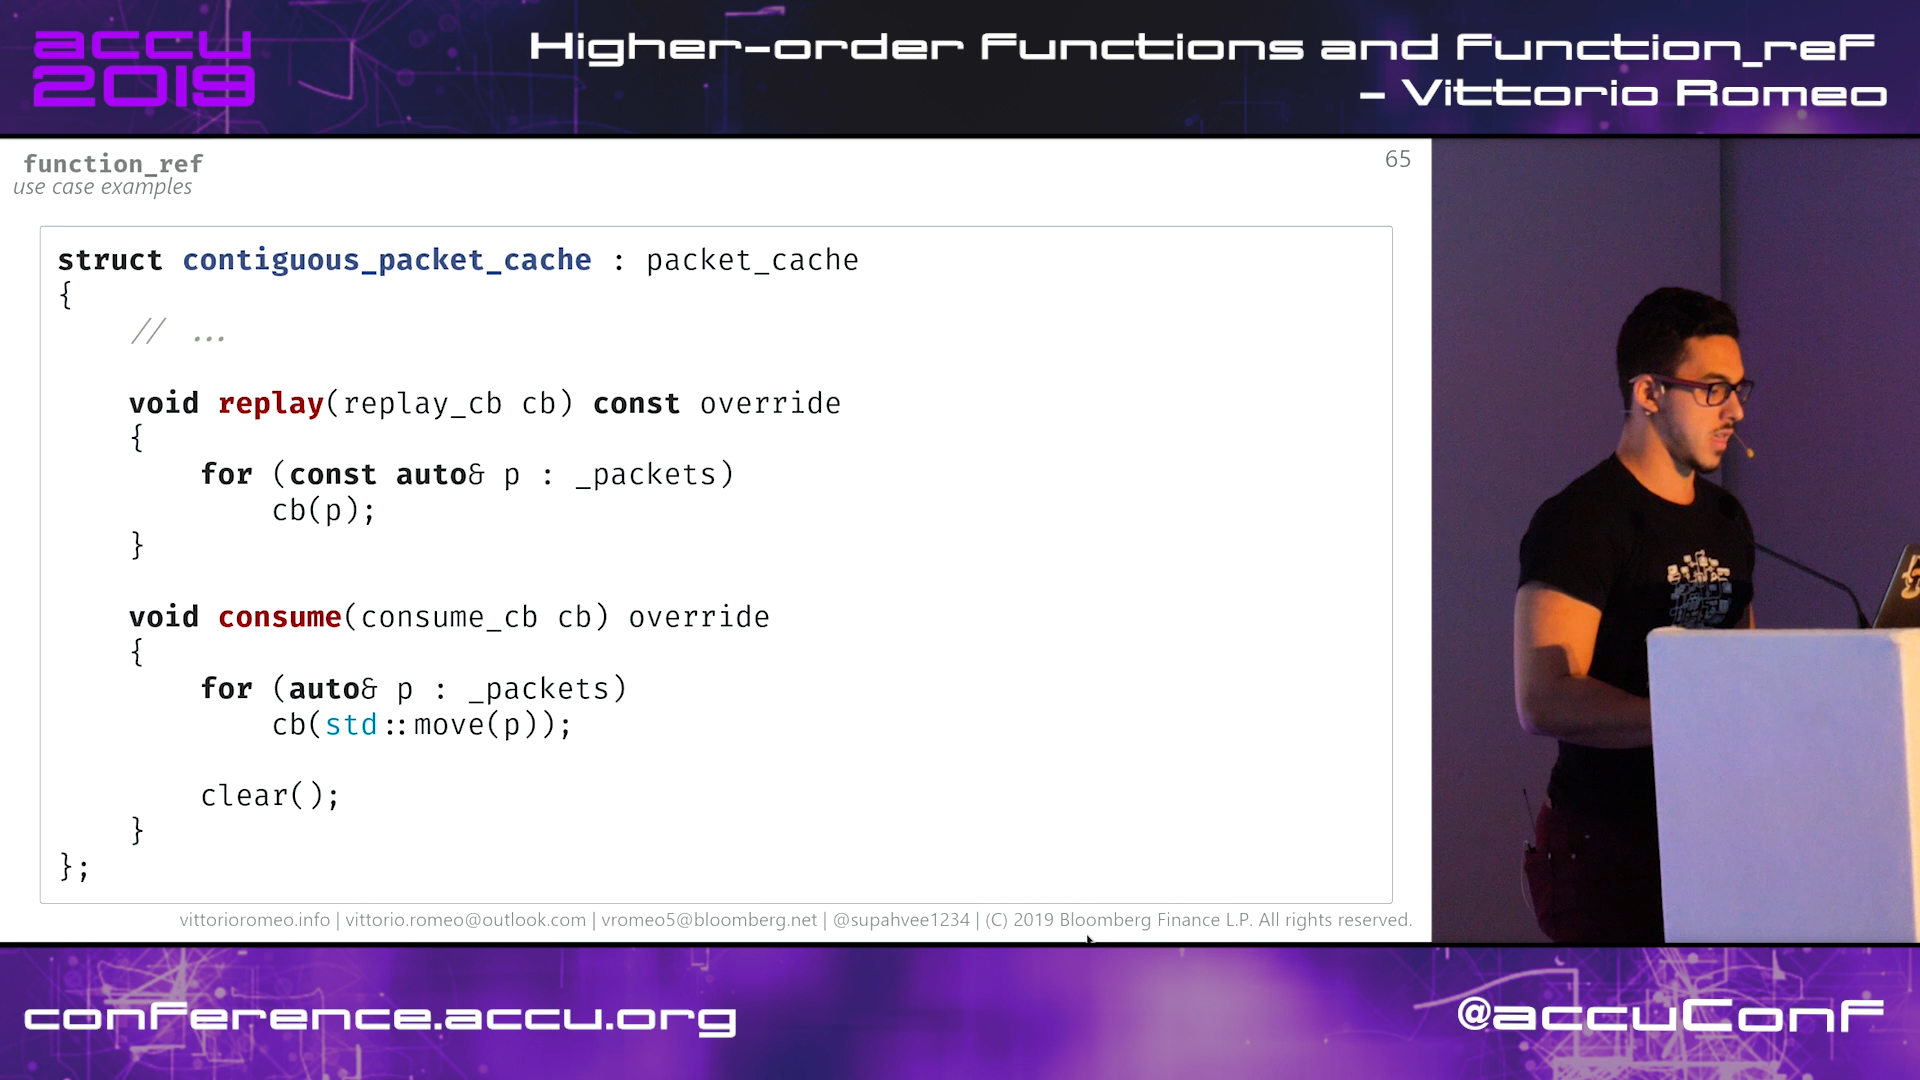 accu
2019
Higher-order Functions and function_ref
- Vittorio Romeo
function_ref
use case examples
65
struct contiguous_packet_cache : packet_cache
{
// ...
void replay(replay_cb cb) const override
{
for (const auto& p : _packets)
cb(p);
}
void consume(consume_cb cb) override
{
for (auto& p : _packets)
cb(std::move(p));
clear();
}
};
vittorioromeo.info | vittorio.romeo@outlook.com | vromeo5@bloomberg.net | @supahvee1234 | (C) 2019 Bloomberg Finance L.P. All rights reserved.
conference.accu.org
@accuConf